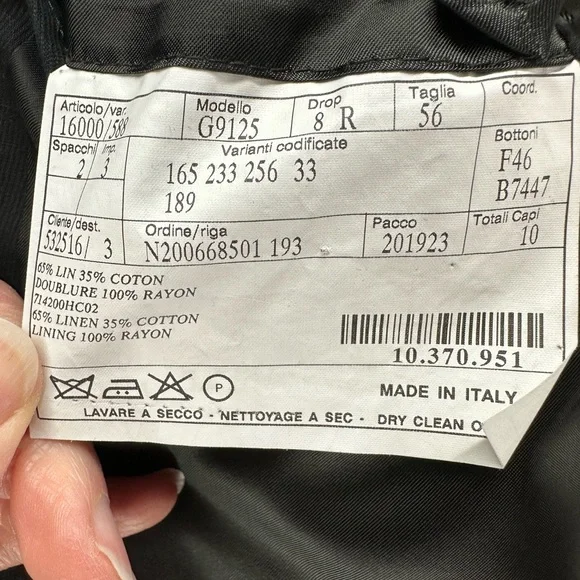 Articolo/var. Modello Drop Taglia Coord.
16000/588 G9125 8 R 56
Spacchi Imp. Varianti codificate Bottoni
2 3 165 233 256 33 F46
189 B7447
Cliente/dest. Ordine/riga Pacco Totali Capi
532516/ 3 N200668501 193 201923 10
65% LIN 35% COTON
DOUBLURE 100% RAYON
714200HC02
65% LINEN 35% COTTON
LINING 100% RAYON
10.370.951
P MADE IN ITALY
LAVARE A SECCO - NETTOYAGE A SEC - DRY CLEAN O